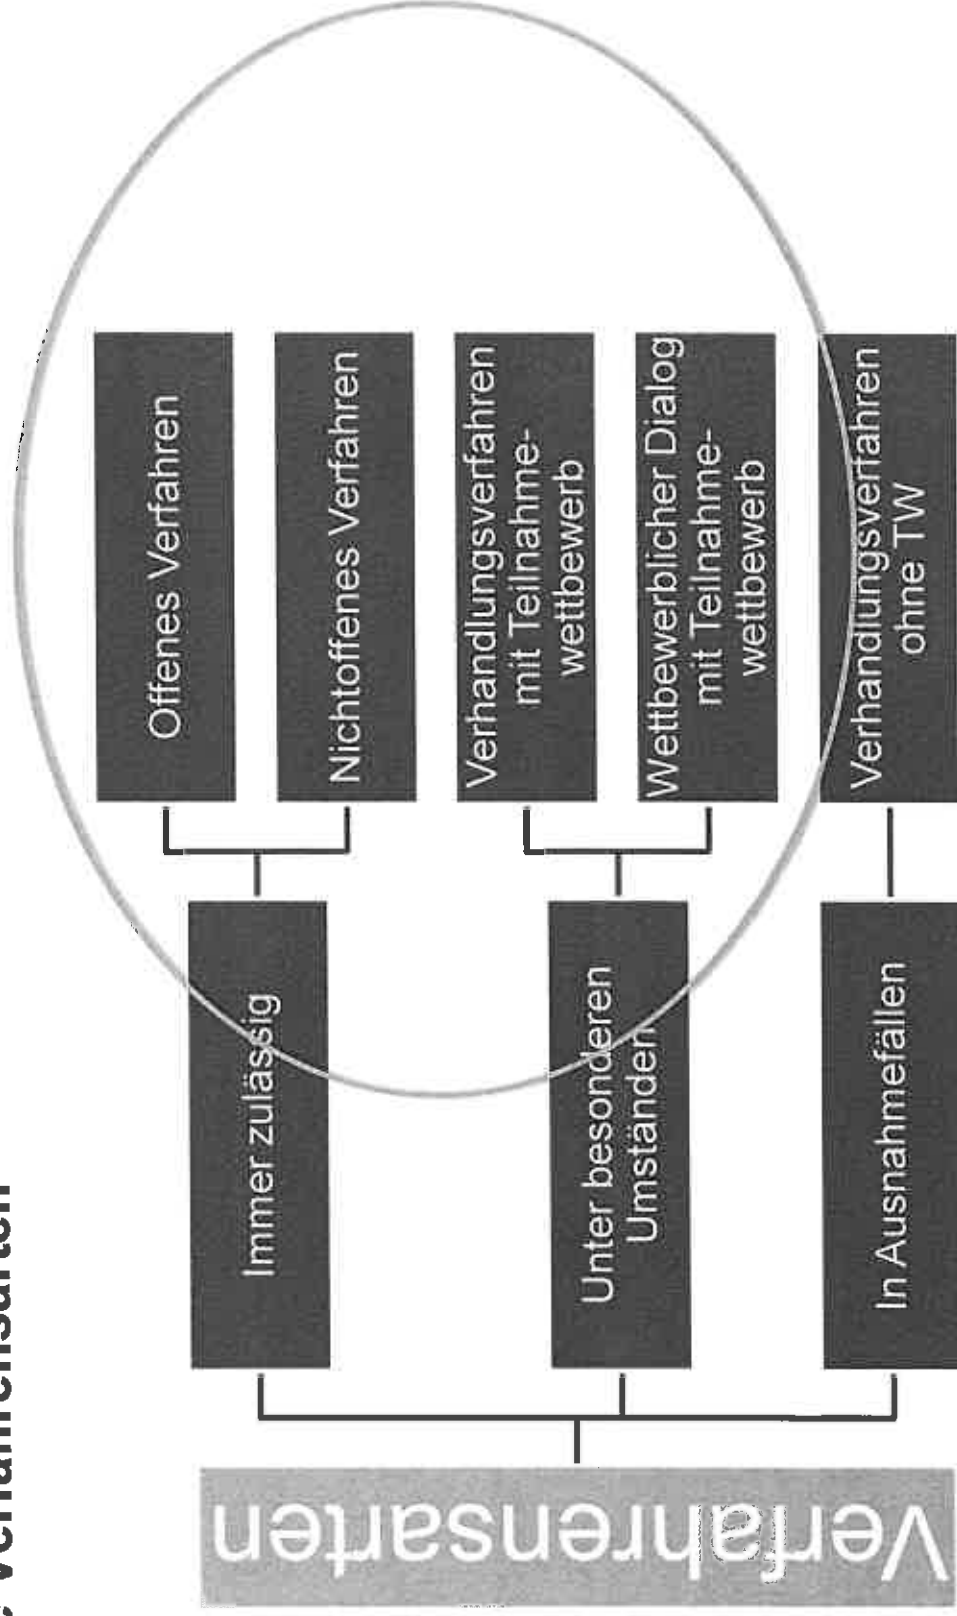 Verfahrensarten
Verfahrensarten
Immer zulässig
Offenes Verfahren
Nichtoffenes Verfahren
Unter besonderen
Umständen
Verhandlungsverfahren
mit Teilnahme-
wettbewerb
Wettbewerblicher Dialog
mit Teilnahme-
wettbewerb
In Ausnahmefällen
Verhandlungsverfahren
ohne TW